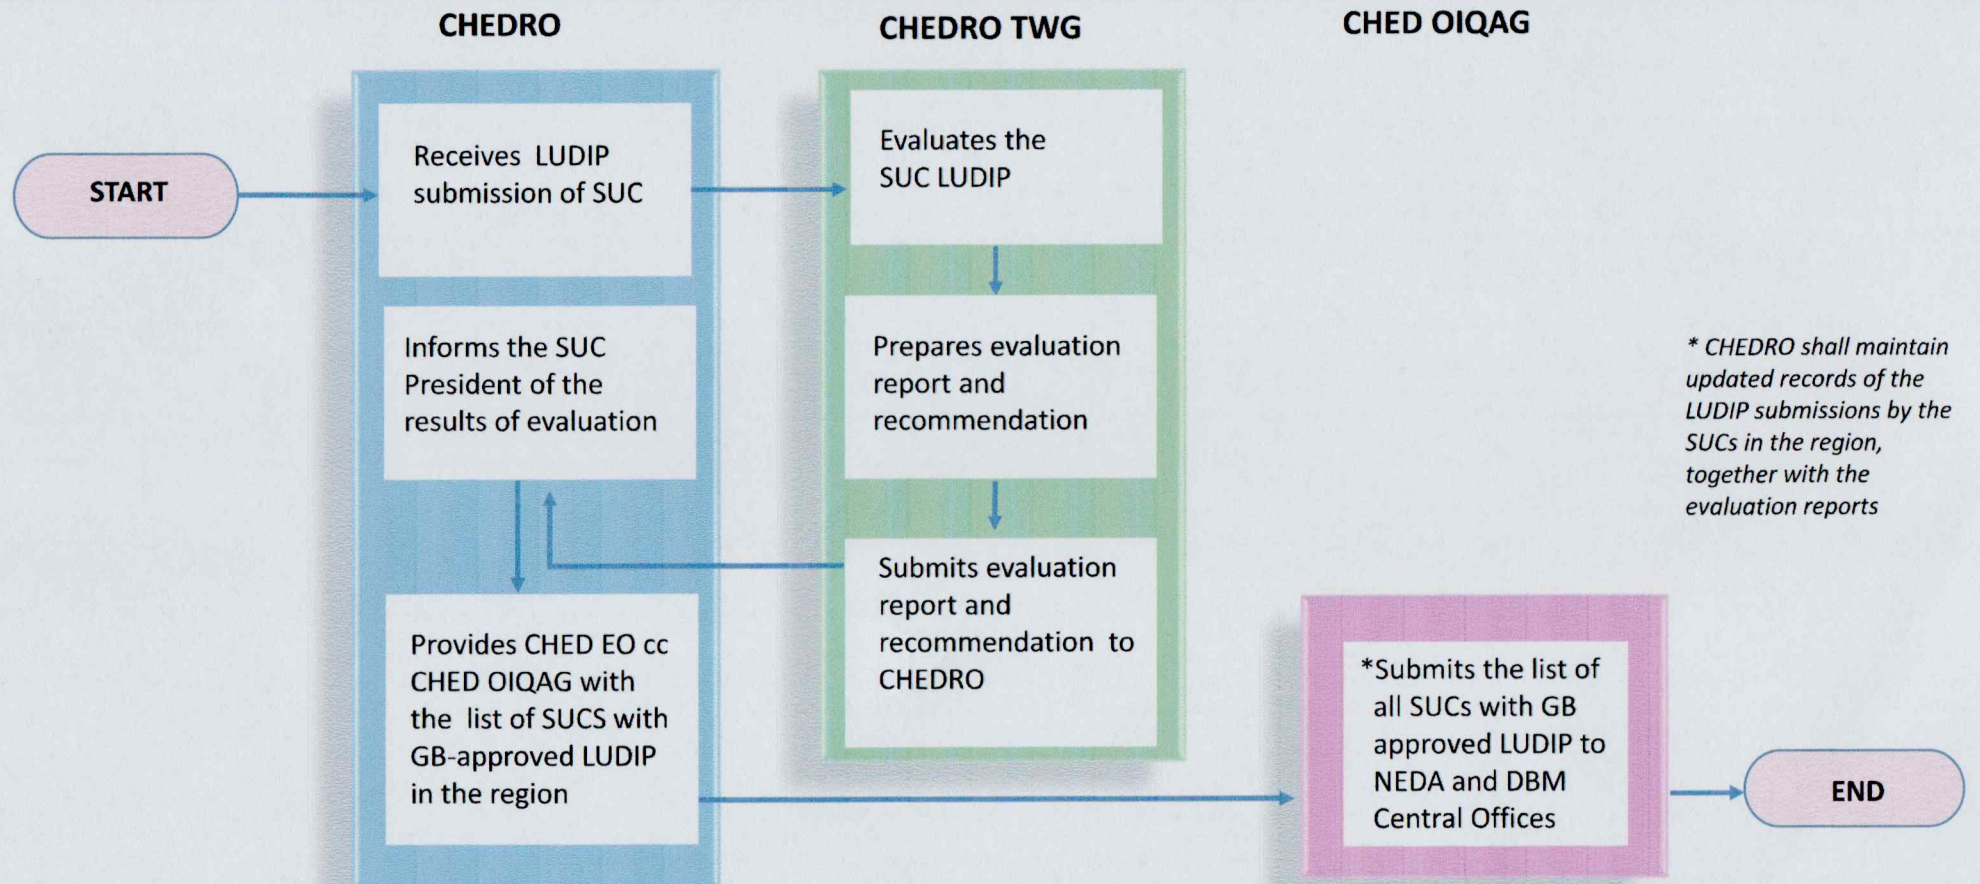 CHEDRO
CHEDRO TWG
CHED OIQAG
START
Receives LUDIP
submission of SUC
Evaluates the
SUC LUDIP
Informs the SUC
President of the
results of evaluation
Prepares evaluation
report and
recommendation
* CHEDRO shall maintain
updated records of the
LUDIP submissions by the
SUCs in the region,
together with the
evaluation reports
Submits evaluation
report and
recommendation to
CHEDRO
Provides CHED EO cc
CHED OIQAG with
the list of SUCS with
GB-approved LUDIP
in the region
*Submits the list of
all SUCs with GB
approved LUDIP to
NEDA and DBM
Central Offices
END